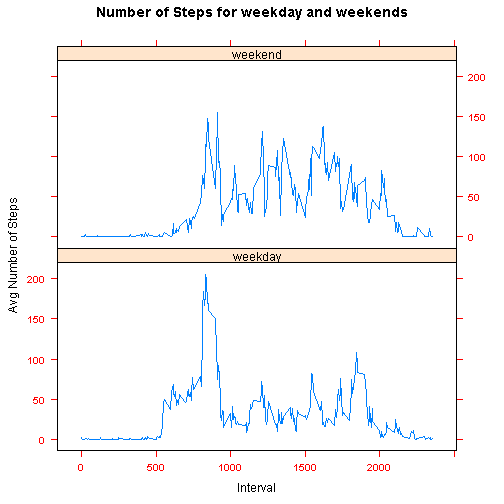 Number of Steps for weekday and weekends
weekend
200
150
100
50
0
weekday
200
150
100
50
0
Avg Number of Steps
0 500 1000 1500 2000
Interval